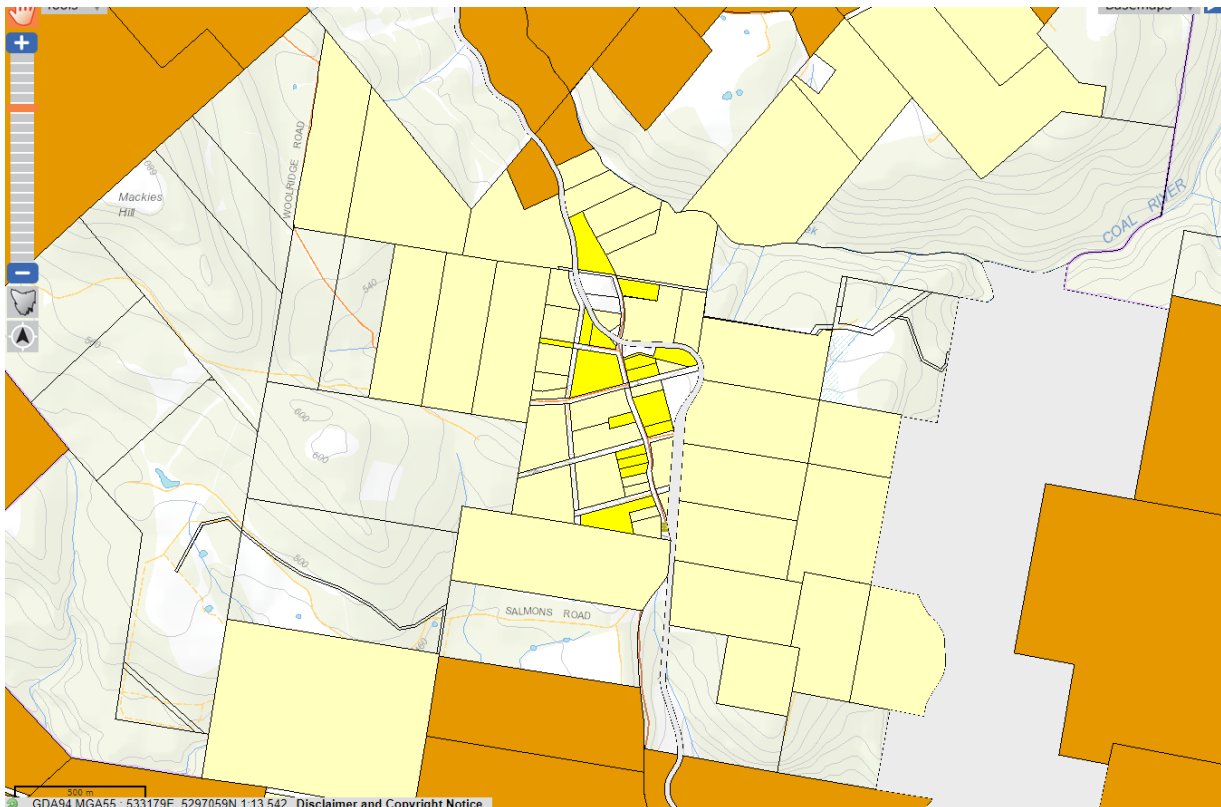 Tools
Basemaps
+
WOOLRIDGE ROAD
Mackies
Hill
COAL RIVER
540
600
600
500
SALMONS ROAD
500 m
GDA94 MGA55 : 533179E, 5297059N 1:13,542 Disclaimer and Copyright Notice